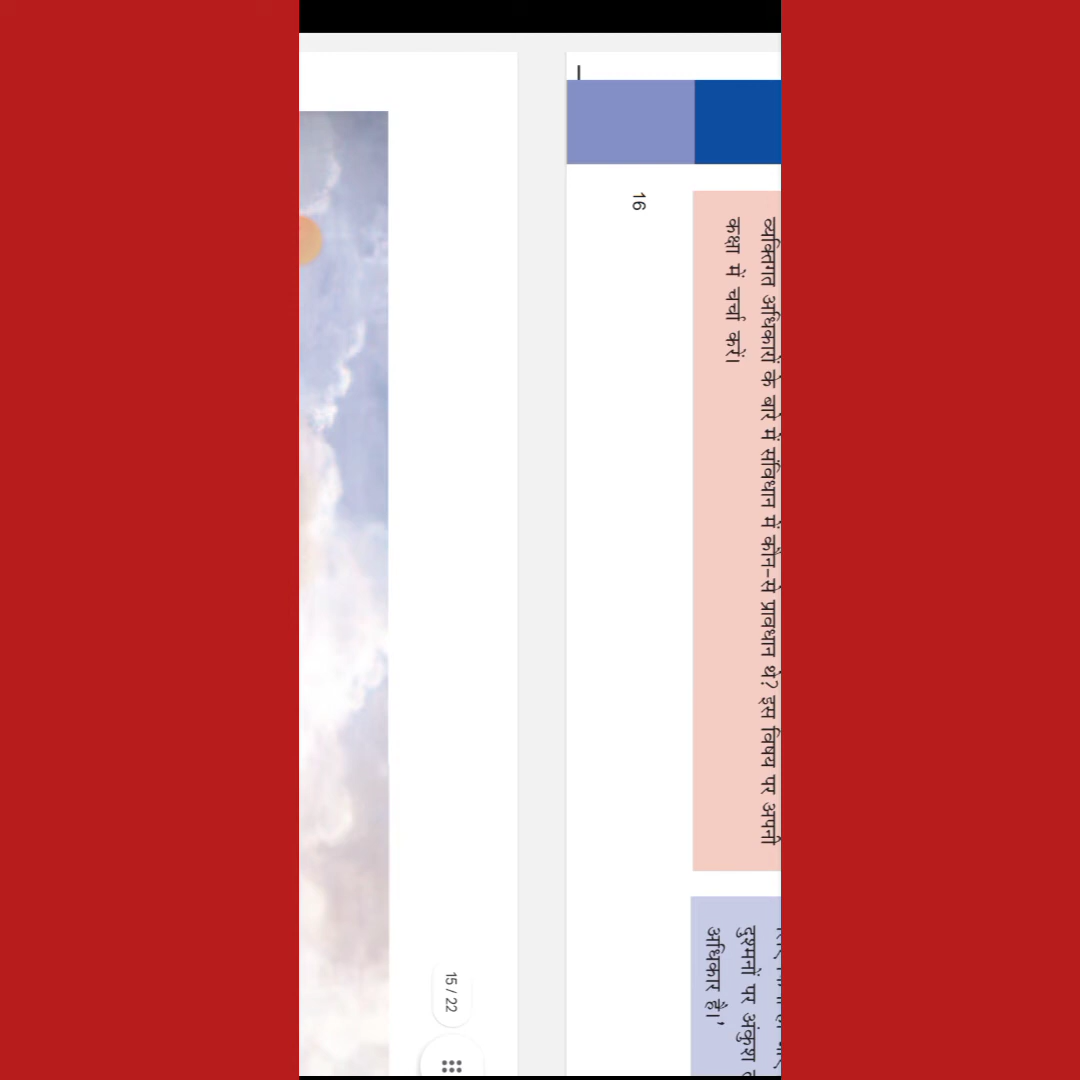 व्यक्तिगत अधिकारों के बारे में संविधान में कौन-से प्रावधान थे? इस विषय पर अपनी
कक्षा में चर्चा करें।
दुश्मनों पर अंकुश
अधिकार है।’
16
15 / 22